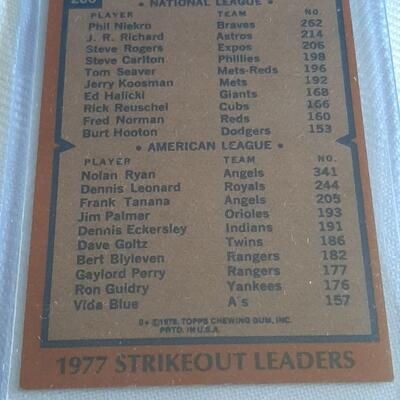 206
• NATIONAL LEAGUE •
PLAYER TEAM NO.
Phil Niekro Braves 262
J. R. Richard Astros 214
Steve Rogers Expos 206
Steve Carlton Phillies 198
Tom Seaver Mets-Reds 196
Jerry Koosman Mets 192
Ed Halicki Giants 168
Rick Reuschel Cubs 166
Fred Norman Reds 160
Burt Hooton Dodgers 153
• AMERICAN LEAGUE •
PLAYER TEAM NO.
Nolan Ryan Angels 341
Dennis Leonard Royals 244
Frank Tanana Angels 205
Jim Palmer Orioles 193
Dennis Eckersley Indians 191
Dave Goltz Twins 186
Bert Blyleven Rangers 182
Gaylord Perry Rangers 177
Ron Guidry Yankees 176
Vida Blue A's 157
©1978 TOPPS CHEWING GUM, INC.
PRTD. IN U.S.A.
1977 STRIKEOUT LEADERS